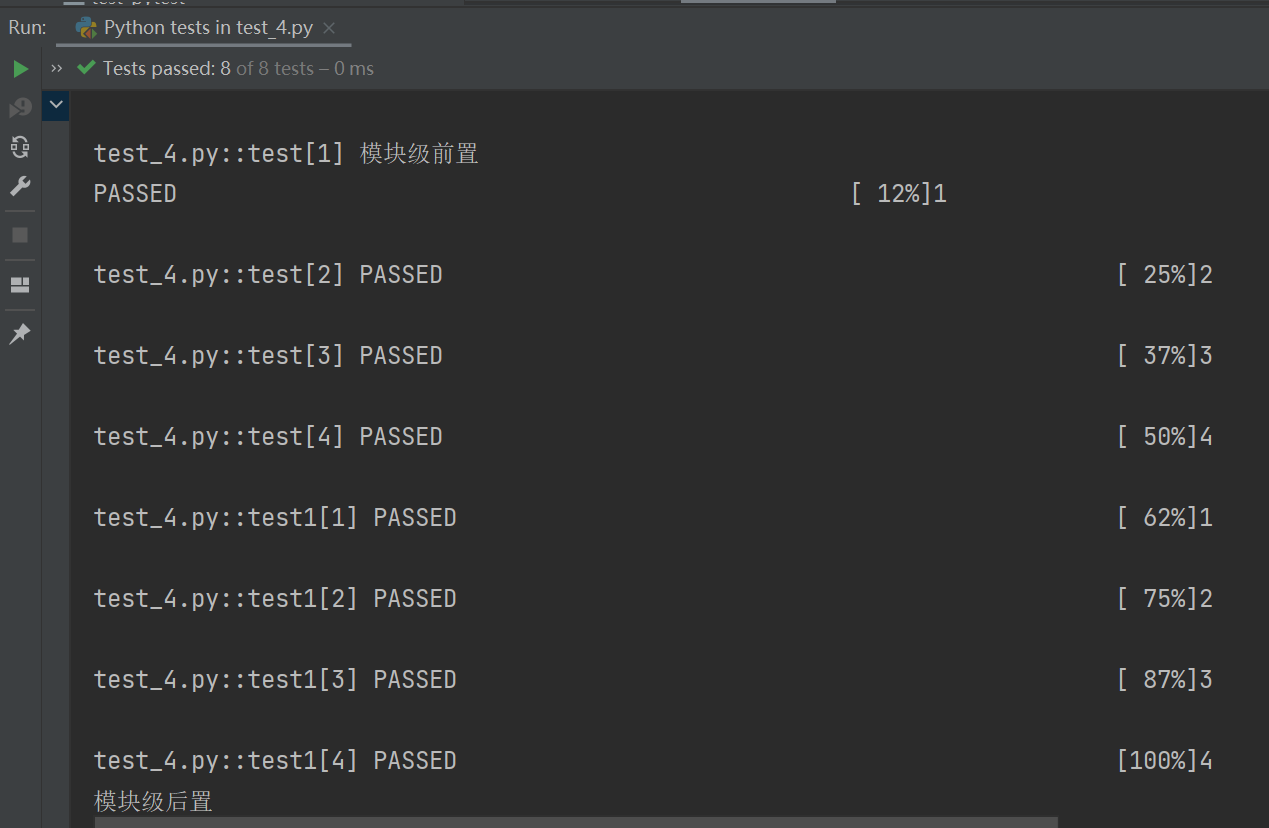 Run: Python tests in test_4.py
Tests passed: 8 of 8 tests – 0 ms
test_4.py::test[1] 模块级前置
PASSED [ 12%]1
test_4.py::test[2] PASSED [ 25%]2
test_4.py::test[3] PASSED [ 37%]3
test_4.py::test[4] PASSED [ 50%]4
test_4.py::test1[1] PASSED [ 62%]1
test_4.py::test1[2] PASSED [ 75%]2
test_4.py::test1[3] PASSED [ 87%]3
test_4.py::test1[4] PASSED [100%]4
模块级后置